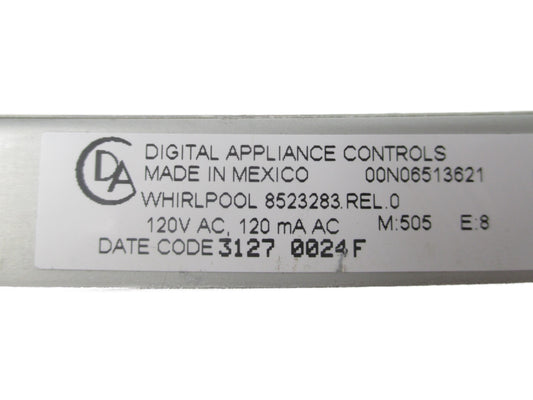 DIGITAL APPLIANCE CONTROLS
CDA MADE IN MEXICO 00N06513621
WHIRLPOOL 8523283.REL.0
120V AC, 120 mA AC M:505 E:8
DATE CODE 3127 0024F